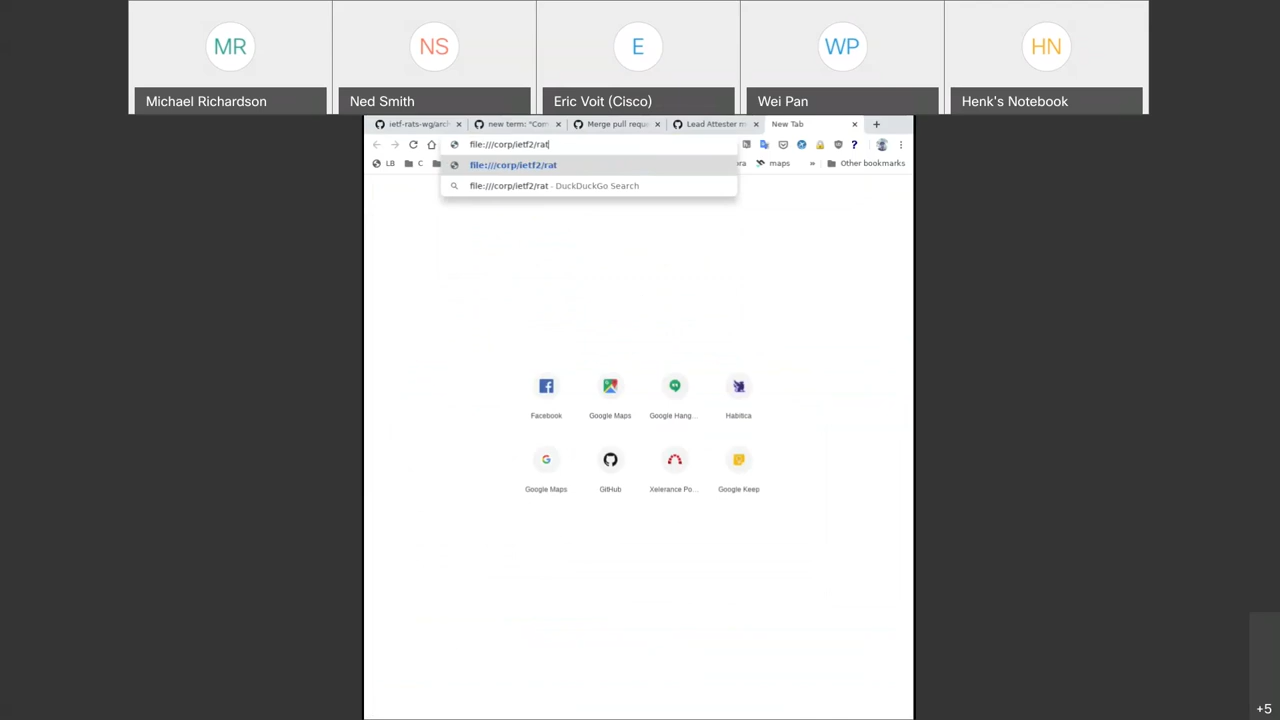 MR
NS
E
WP
HN
Michael Richardson
Ned Smith
Eric Voit (Cisco)
Wei Pan
Henk's Notebook
ietf-rats-wg/arch
new term: "Com
Merge pull reque
Lead Attester m
New Tab
file:///corp/ietf2/rat
LB
C
ora
maps
»
Other bookmarks
file:///corp/ietf2/rat
file:///corp/ietf2/rat - DuckDuckGo Search
Facebook
Google Maps
Google Hang...
Habitica
Google Maps
GitHub
Xelerance Po...
Google Keep
+5